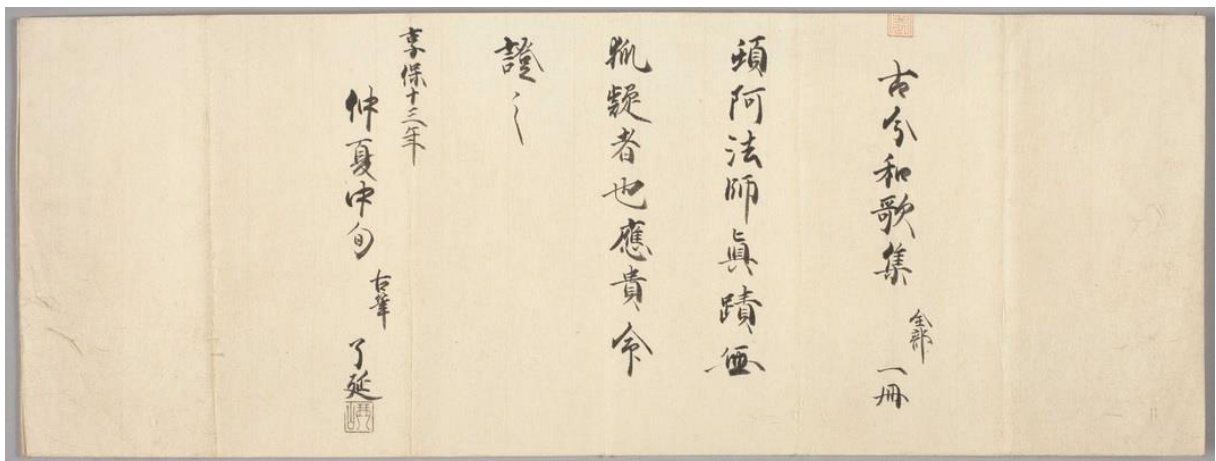 古今和歌集 全部 一冊
頓阿法師眞蹟無
狐疑者也應貴命
證之
享保十三年
仲夏中旬 古筆 了延